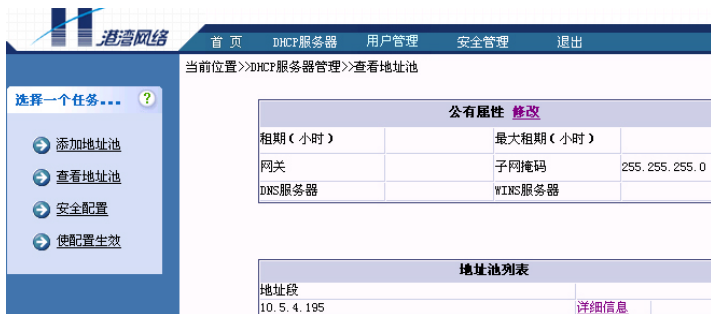 港湾网络
首 页 DHCP服务器 用户管理 安全管理 退出
当前位置>>DHCP服务器管理>>查看地址池
选择一个任务... ?
添加地址池
查看地址池
安全配置
使配置生效
公有属性 修改
租期(小时) 最大租期(小时)
网关 子网掩码 255.255.255.0
DNS服务器 WINS服务器
地址池列表
地址段
10.5.4.195 详细信息